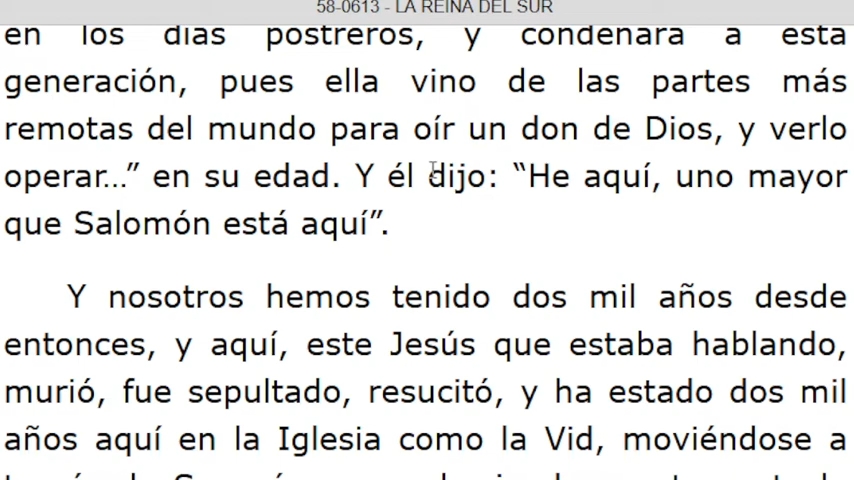 58-0613 - LA REINA DEL SUR
en los días postreros, y condenará a esta
generación, pues ella vino de las partes más
remotas del mundo para oír un don de Dios, y verlo
operar…” en su edad. Y él dijo: “He aquí, uno mayor
que Salomón está aquí”.
Y nosotros hemos tenido dos mil años desde
entonces, y aquí, este Jesús que estaba hablando,
murió, fue sepultado, resucitó, y ha estado dos mil
años aquí en la Iglesia como la Vid, moviéndose a